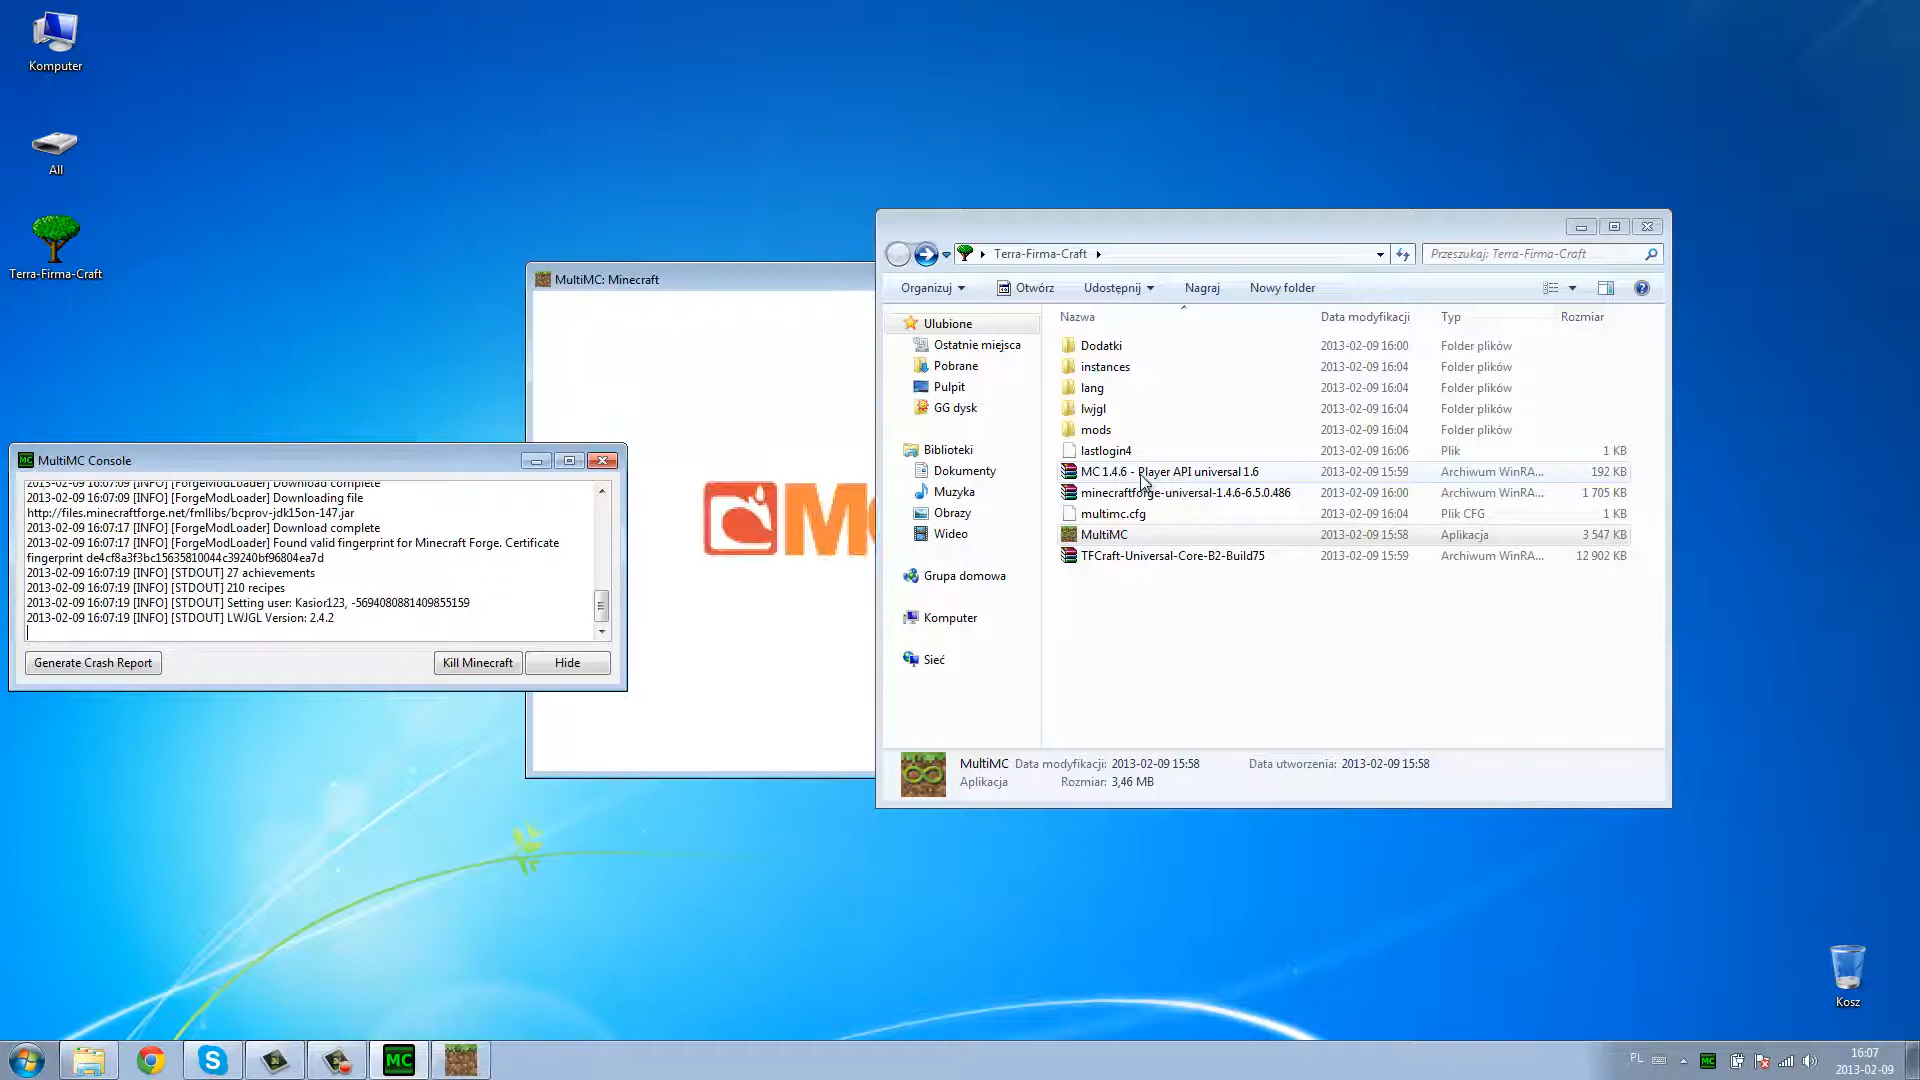 Komputer
All
Terra-Firma-Craft
MultiMC: Minecraft
MultiMC Console
2013-02-09 16:07:09 [INFO] [ForgeModLoader] Download complete
2013-02-09 16:07:09 [INFO] [ForgeModLoader] Downloading file
http://files.minecraftforge.net/fmllibs/bcprov-jdk15on-147.jar
2013-02-09 16:07:17 [INFO] [ForgeModLoader] Download complete
2013-02-09 16:07:17 [INFO] [ForgeModLoader] Found valid fingerprint for Minecraft Forge. Certificate
fingerprint de4cf8a3f3bc15635810044c39240bf96804ea7d
2013-02-09 16:07:19 [INFO] [STDOUT] 27 achievements
2013-02-09 16:07:19 [INFO] [STDOUT] 210 recipes
2013-02-09 16:07:19 [INFO] [STDOUT] Setting user: Kasior123, -5694080881409855159
2013-02-09 16:07:19 [INFO] [STDOUT] LWJGL Version: 2.4.2
Generate Crash Report Kill Minecraft Hide
Terra-Firma-Craft Przeszukaj: Terra-Firma-Craft
Organizuj Otwórz Udostępnij Nagraj Nowy folder
Ulubione
Ostatnie miejsca
Pobrane
Pulpit
GG dysk
Biblioteki
Dokumenty
Muzyka
Obrazy
Wideo
Grupa domowa
Komputer
Sieć
Nazwa Data modyfikacji Typ Rozmiar
Dodatki 2013-02-09 16:00 Folder plików
instances 2013-02-09 16:04 Folder plików
lang 2013-02-09 16:04 Folder plików
lwjgl 2013-02-09 16:04 Folder plików
mods 2013-02-09 16:04 Folder plików
lastlogin4 2013-02-09 16:06 Plik 1 KB
MC 1.4.6 - Player API universal 1.6 2013-02-09 15:59 Archiwum WinRA... 192 KB
minecraftforge-universal-1.4.6-6.5.0.486 2013-02-09 16:00 Archiwum WinRA... 1 705 KB
multimc.cfg 2013-02-09 16:04 Plik CFG 1 KB
MultiMC 2013-02-09 15:58 Aplikacja 3 547 KB
TFCraft-Universal-Core-B2-Build75 2013-02-09 15:59 Archiwum WinRA... 12 902 KB
MultiMC Data modyfikacji: 2013-02-09 15:58 Data utworzenia: 2013-02-09 15:58
Aplikacja Rozmiar: 3,46 MB
Kosz
MC
PL
MC
16:07
2013-02-09